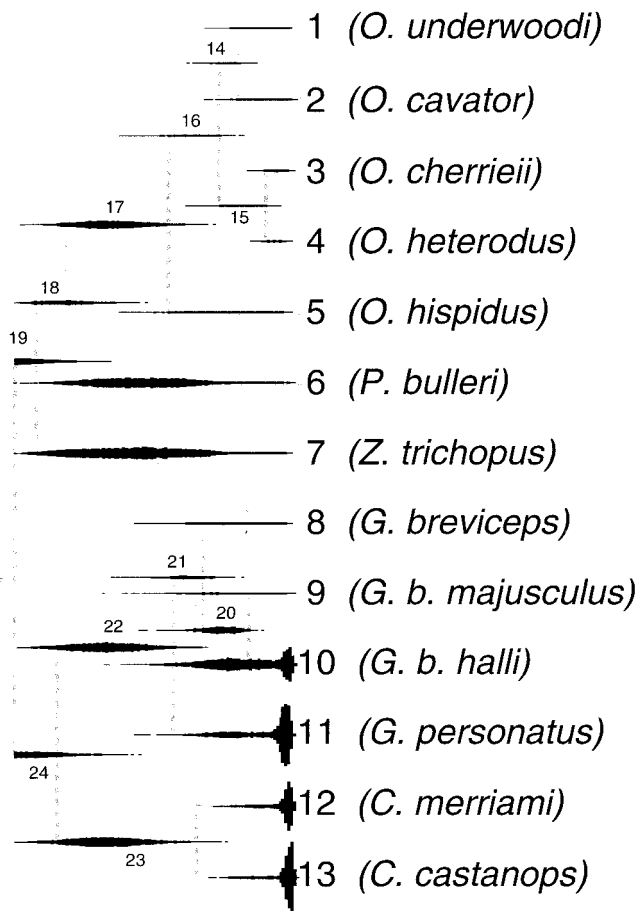 1 (O. underwoodi)
14
2 (O. cavator)
16
3 (O. cherrieii)
15
17
4 (O. heterodus)
18
5 (O. hispidus)
19
6 (P. bulleri)
7 (Z. trichopus)
8 (G. breviceps)
21
9 (G. b. majusculus)
20
22
10 (G. b. halli)
11 (G. personatus)
24
12 (C. merriami)
23
13 (C. castanops)